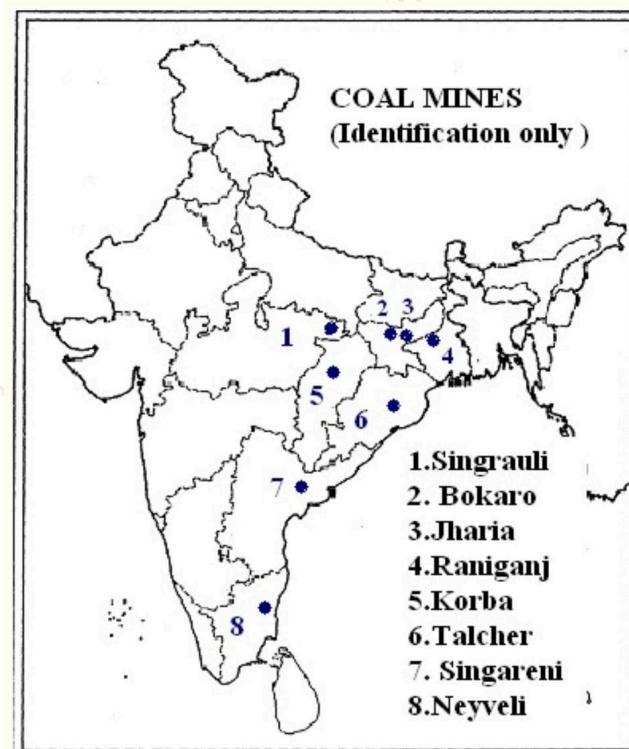 COAL MINES
(Identification only )
2 3
1
4
5
6
7
8
1.Singrauli
2. Bokaro
3.Jharia
4.Raniganj
5.Korba
6.Talcher
7. Singareni
8.Neyveli